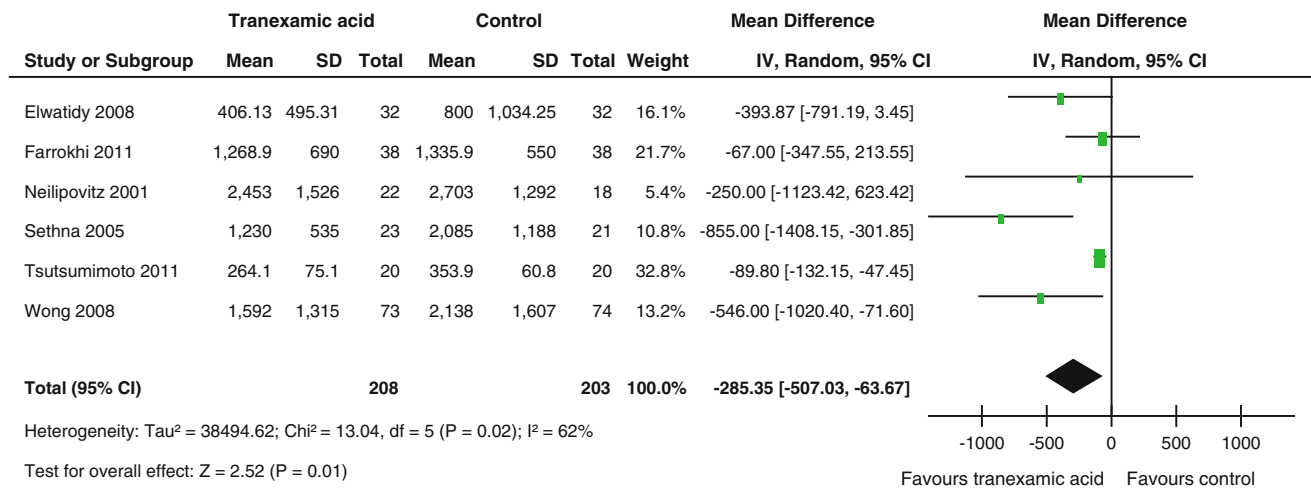 Tranexamic acid Control Mean Difference Mean Difference
Study or Subgroup Mean SD Total Mean SD Total Weight IV, Random, 95% CI IV, Random, 95% CI
Elwatidy 2008 406.13 495.31 32 800 1,034.25 32 16.1% -393.87 [-791.19, 3.45]
Farrokhi 2011 1,268.9 690 38 1,335.9 550 38 21.7% -67.00 [-347.55, 213.55]
Neilipovitz 2001 2,453 1,526 22 2,703 1,292 18 5.4% -250.00 [-1123.42, 623.42]
Sethna 2005 1,230 535 23 2,085 1,188 21 10.8% -855.00 [-1408.15, -301.85]
Tsutsumimoto 2011 264.1 75.1 20 353.9 60.8 20 32.8% -89.80 [-132.15, -47.45]
Wong 2008 1,592 1,315 73 2,138 1,607 74 13.2% -546.00 [-1020.40, -71.60]
Total (95% CI) 208 203 100.0% -285.35 [-507.03, -63.67]
Heterogeneity: Tau² = 38494.62; Chi² = 13.04, df = 5 (P = 0.02); I² = 62%
-1000 -500 0 500 1000
Test for overall effect: Z = 2.52 (P = 0.01)
Favours tranexamic acid Favours control